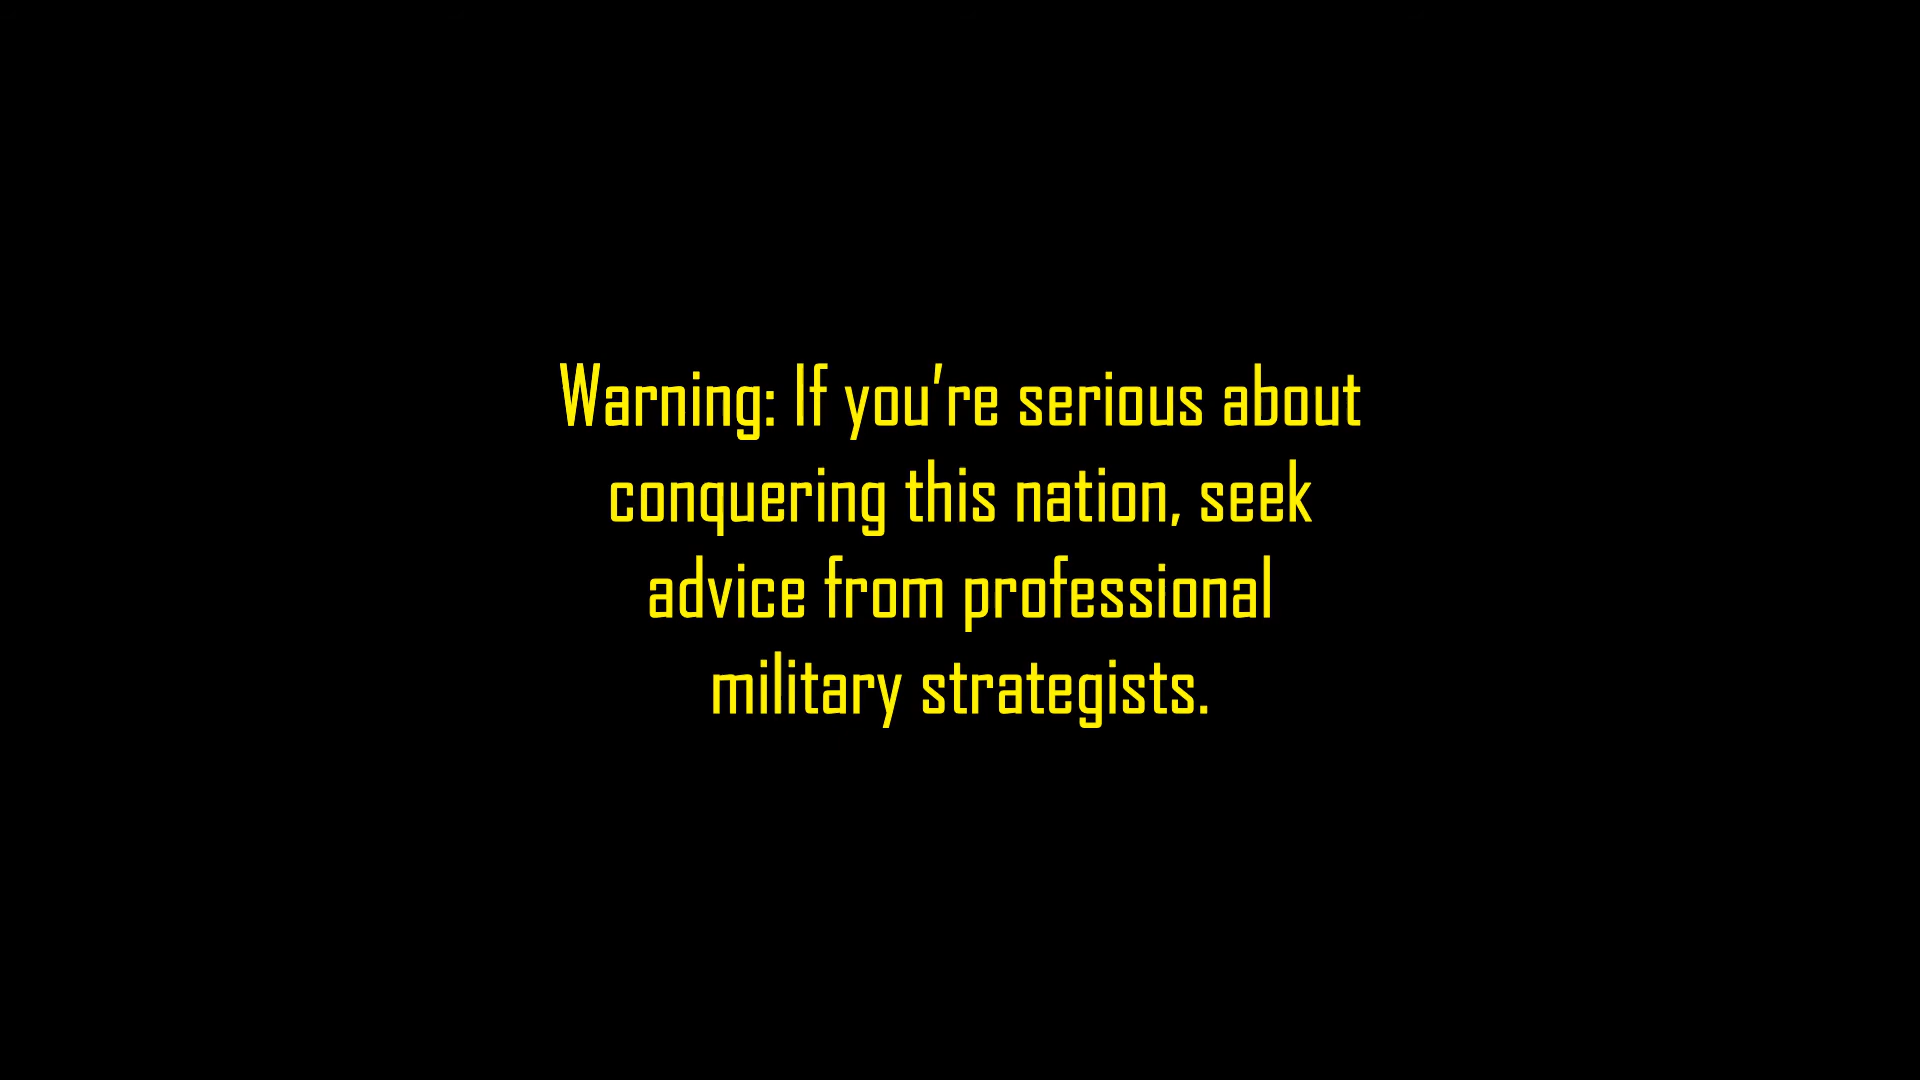 Warning: If you’re serious about
conquering this nation, seek
advice from professional
military strategists.